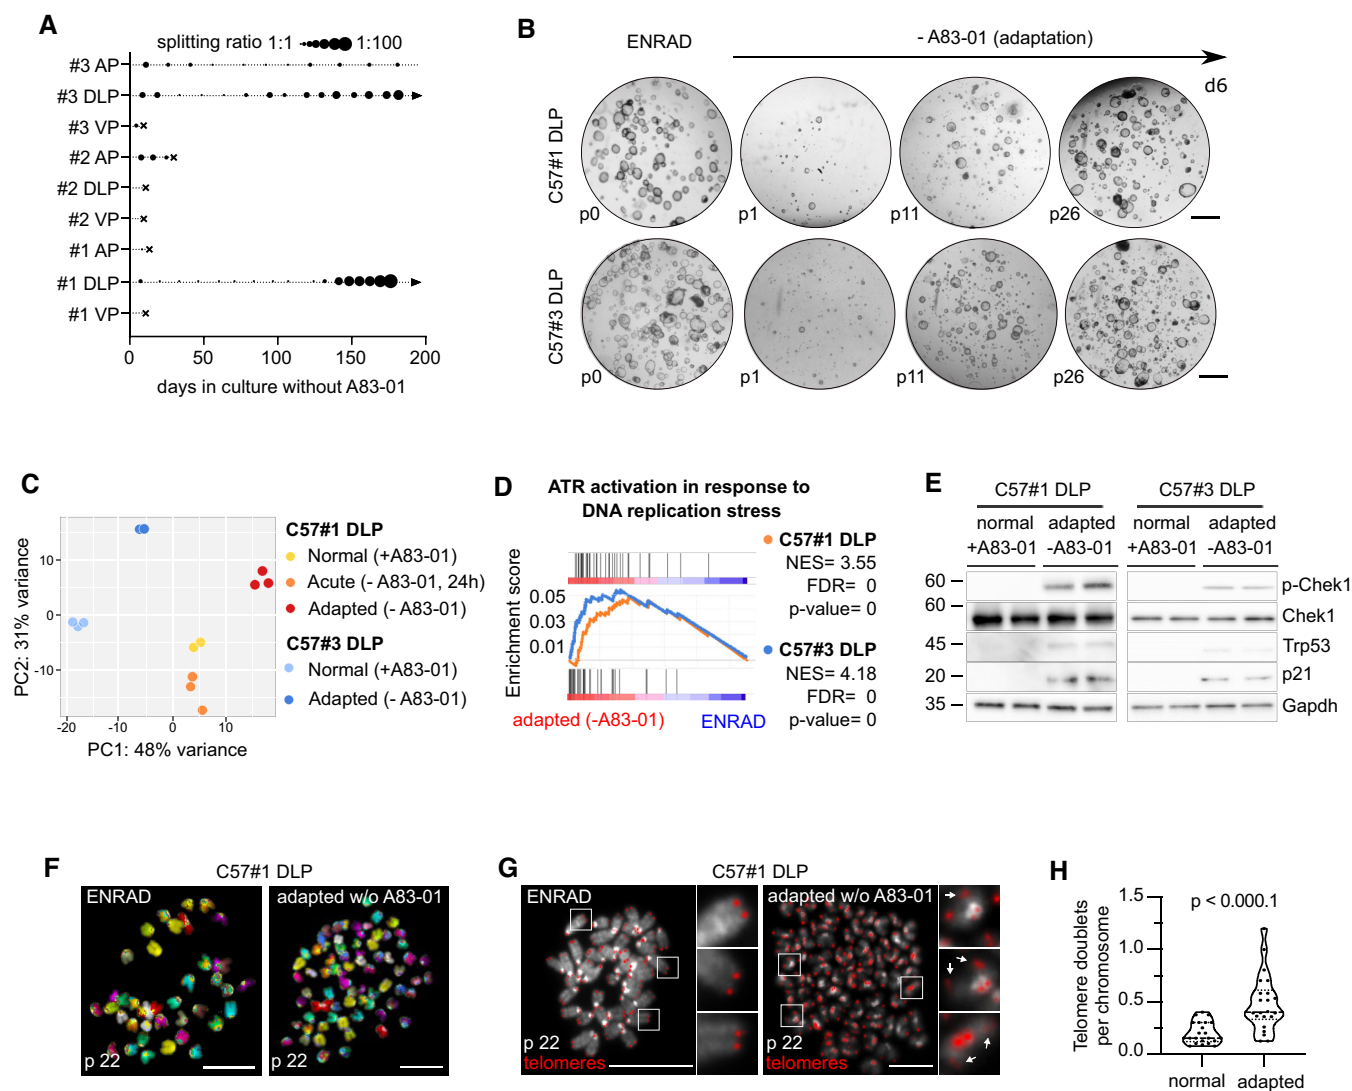 A
splitting ratio 1:1 1:100
#3 AP
#3 DLP
#3 VP
#2 AP
#2 DLP
#2 VP
#1 AP
#1 DLP
#1 VP
0 50 100 150 200
days in culture without A83-01
B
ENRAD - A83-01 (adaptation)
d6
C57#1 DLP
p0 p1 p11 p26
C57#3 DLP
p0 p1 p11 p26
C
PC2: 31% variance
10
0
-10
-20 -10 0 10
PC1: 48% variance
C57#1 DLP
Normal (+A83-01)
Acute (- A83-01, 24h)
Adapted (- A83-01)
C57#3 DLP
Normal (+A83-01)
Adapted (- A83-01)
D
ATR activation in response to
DNA replication stress
Enrichment score
0.05
0.03
0.01
adapted (-A83-01) ENRAD
C57#1 DLP
NES= 3.55
FDR= 0
p-value= 0
C57#3 DLP
NES= 4.18
FDR= 0
p-value= 0
E
C57#1 DLP C57#3 DLP
normal adapted normal adapted
+A83-01 -A83-01 +A83-01 -A83-01
60 p-Chek1
60 Chek1
45 Trp53
20 p21
35 Gapdh
F
C57#1 DLP
ENRAD adapted w/o A83-01
p 22 p 22
G
C57#1 DLP
ENRAD adapted w/o A83-01
p 22 p 22
telomeres telomeres
H
Telomere doublets
per chromosome
1.5
1.0
0.5
0.0
p < 0.000.1
normal adapted